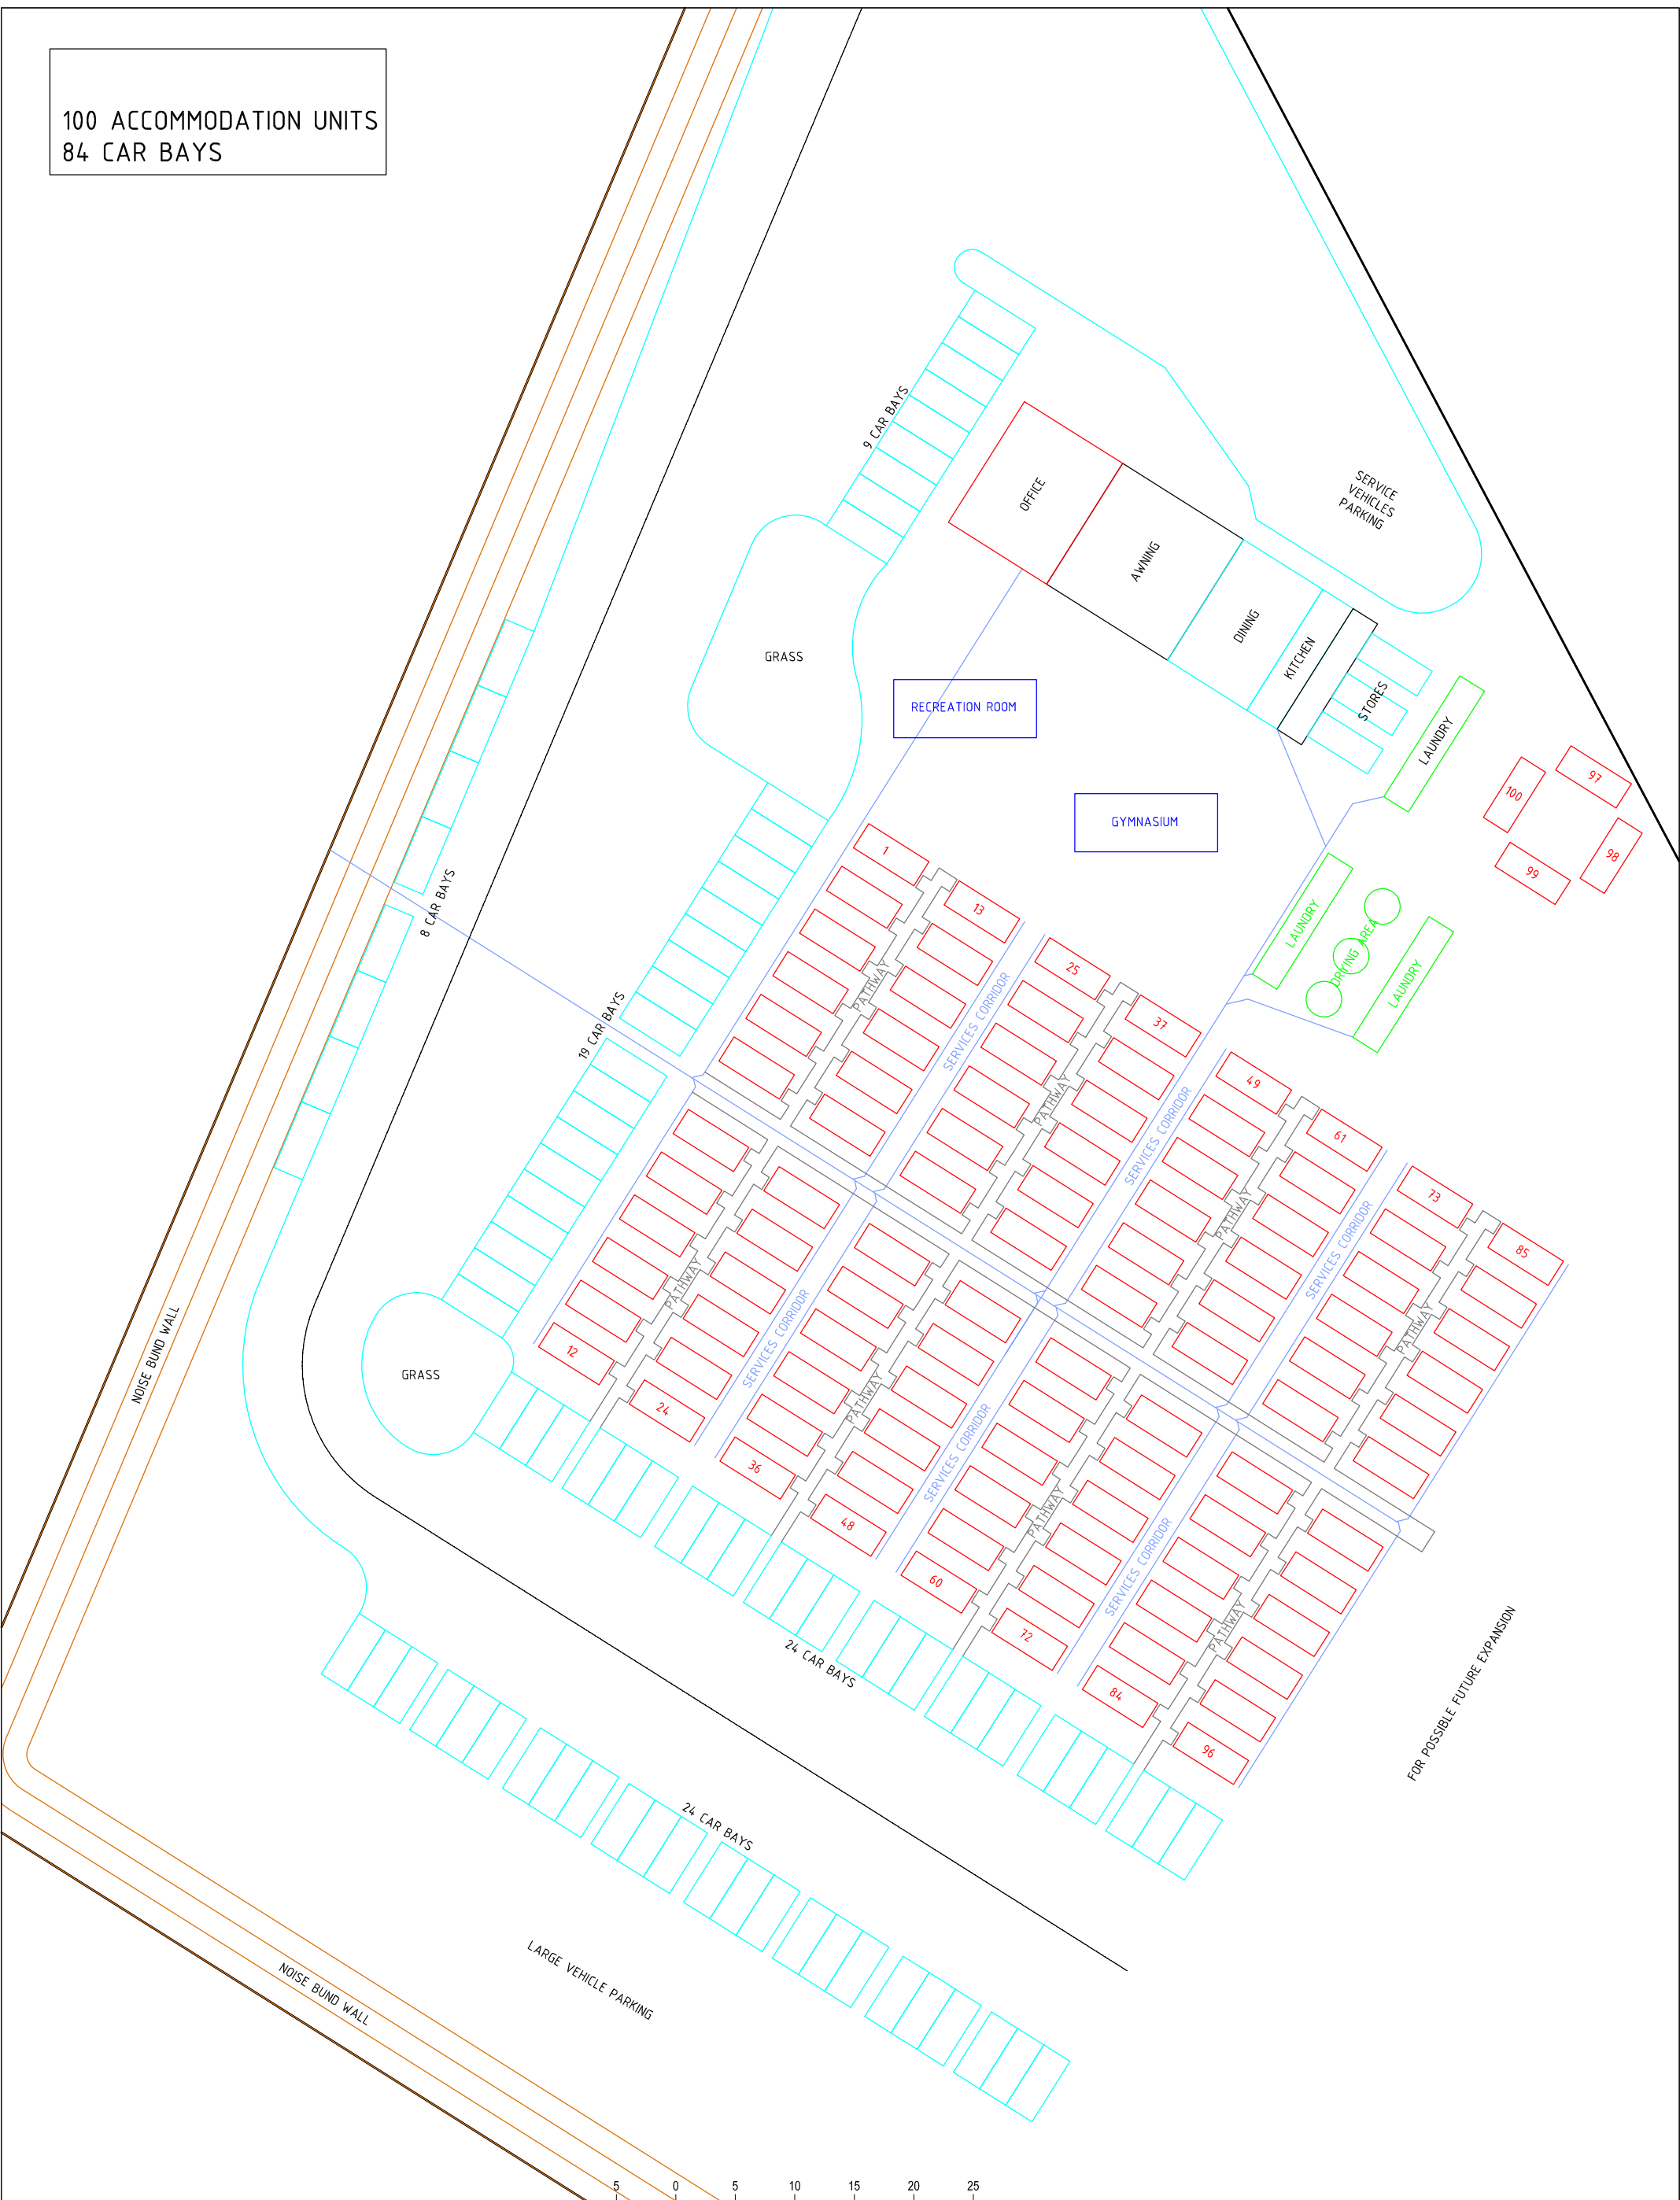 100 ACCOMMODATION UNITS
84 CAR BAYS
9 CAR BAYS
OFFICE
AWNING
SERVICE
VEHICLES
PARKING
DINING
KITCHEN
STORES
GRASS
RECREATION ROOM
LAUNDRY
GYMNASIUM
97
100
98
99
1
13
25
37
49
61
73
85
LAUNDRY
DRYING AREA
LAUNDRY
8 CAR BAYS
19 CAR BAYS
PATHWAY
SERVICES CORRIDOR
PATHWAY
SERVICES CORRIDOR
PATHWAY
SERVICES CORRIDOR
PATHWAY
NOISE BUND WALL
GRASS
12
PATHWAY
24
SERVICES CORRIDOR
36
PATHWAY
48
SERVICES CORRIDOR
60
PATHWAY
72
SERVICES CORRIDOR
84
PATHWAY
96
24 CAR BAYS
FOR POSSIBLE FUTURE EXPANSION
24 CAR BAYS
LARGE VEHICLE PARKING
NOISE BUND WALL
5 0 5 10 15 20 25